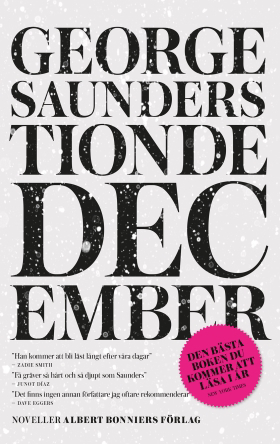 GEORGE
SAUNDERS
TIONDE
DEC
EMBER
"Han kommer att bli läst långt efter våra dagar"
– ZADIE SMITH
"Få gräver så hårt och så djupt som Saunders"
– JUNOT DÍAZ
"Det finns ingen annan författare jag oftare rekommenderar"
– DAVE EGGERS
DEN BÄSTA
BOKEN DU
KOMMER ATT
LÄSA I ÅR
NEW YORK TIMES
NOVELLER ALBERT BONNIERS FÖRLAG